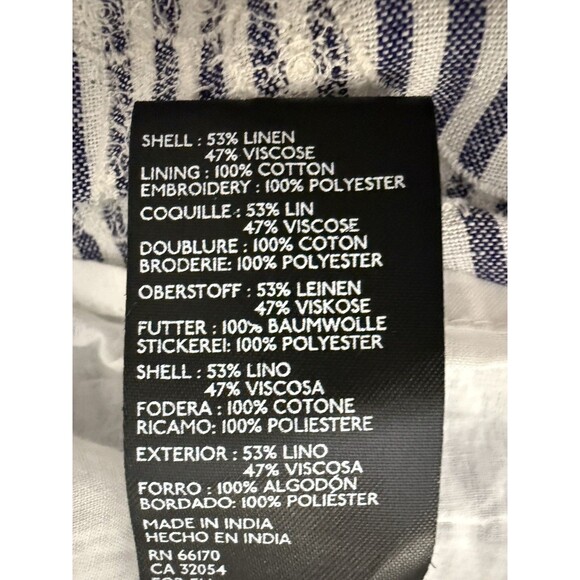 SHELL : 53% LINEN
47% VISCOSE
LINING : 100% COTTON
EMBROIDERY : 100% POLYESTER
COQUILLE : 53% LIN
47% VISCOSE
DOUBLURE : 100% COTON
BRODERIE: 100% POLYESTER
OBERSTOFF : 53% LEINEN
47% VISKOSE
FUTTER : 100% BAUMWOLLE
STICKEREI : 100% POLYESTER
SHELL : 53% LINO
47% VISCOSA
FODERA : 100% COTONE
RICAMO: 100% POLIESTERE
EXTERIOR : 53% LINO
47% VISCOSA
FORRO : 100% ALGODÓN
BORDADO: 100% POLIÉSTER
MADE IN INDIA
HECHO EN INDIA
RN 66170
CA 32054